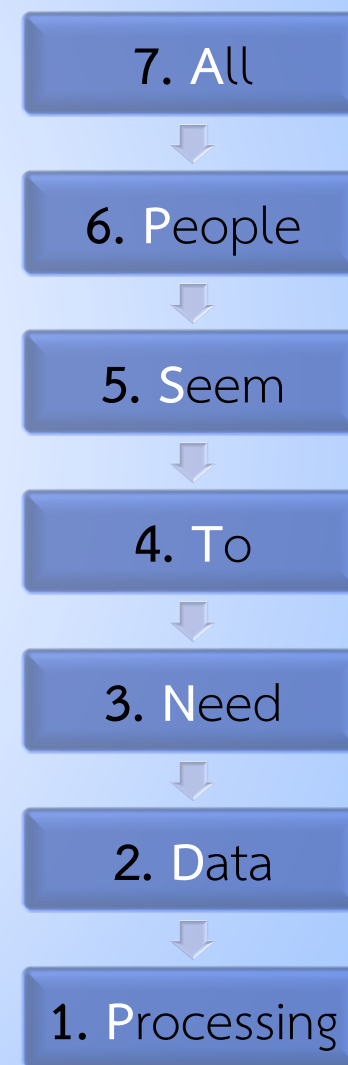 7. All
6. People
5. Seem
4. To
3. Need
2. Data
1. Processing